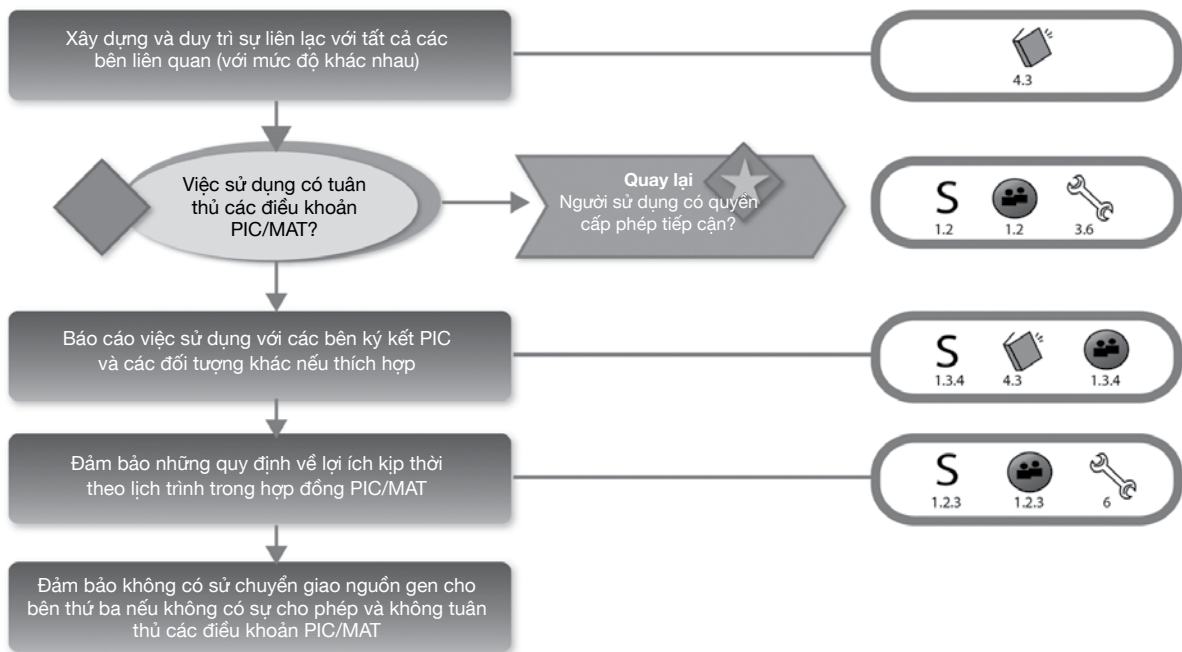 Xây dựng và duy trì sự liên lạc với tất cả các
bên liên quan (với mức độ khác nhau)
4.3
Việc sử dụng có tuân
thủ các điều khoản
PIC/MAT?
Quay lại
Người sử dụng có quyền
cấp phép tiếp cận?
S
1.2
1.2
3.6
Báo cáo việc sử dụng với các bên ký kết PIC
và các đối tượng khác nếu thích hợp
S
1.3.4
4.3
1.3.4
Đảm bảo những quy định về lợi ích kịp thời
theo lịch trình trong hợp đồng PIC/MAT
S
1.2.3
1.2.3
6
Đảm bảo không có sử chuyển giao nguồn gen cho
bên thứ ba nếu không có sự cho phép và không tuân
thủ các điều khoản PIC/MAT